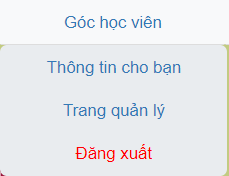 Góc học viên
Thông tin cho bạn
Trang quản lý
Đăng xuất